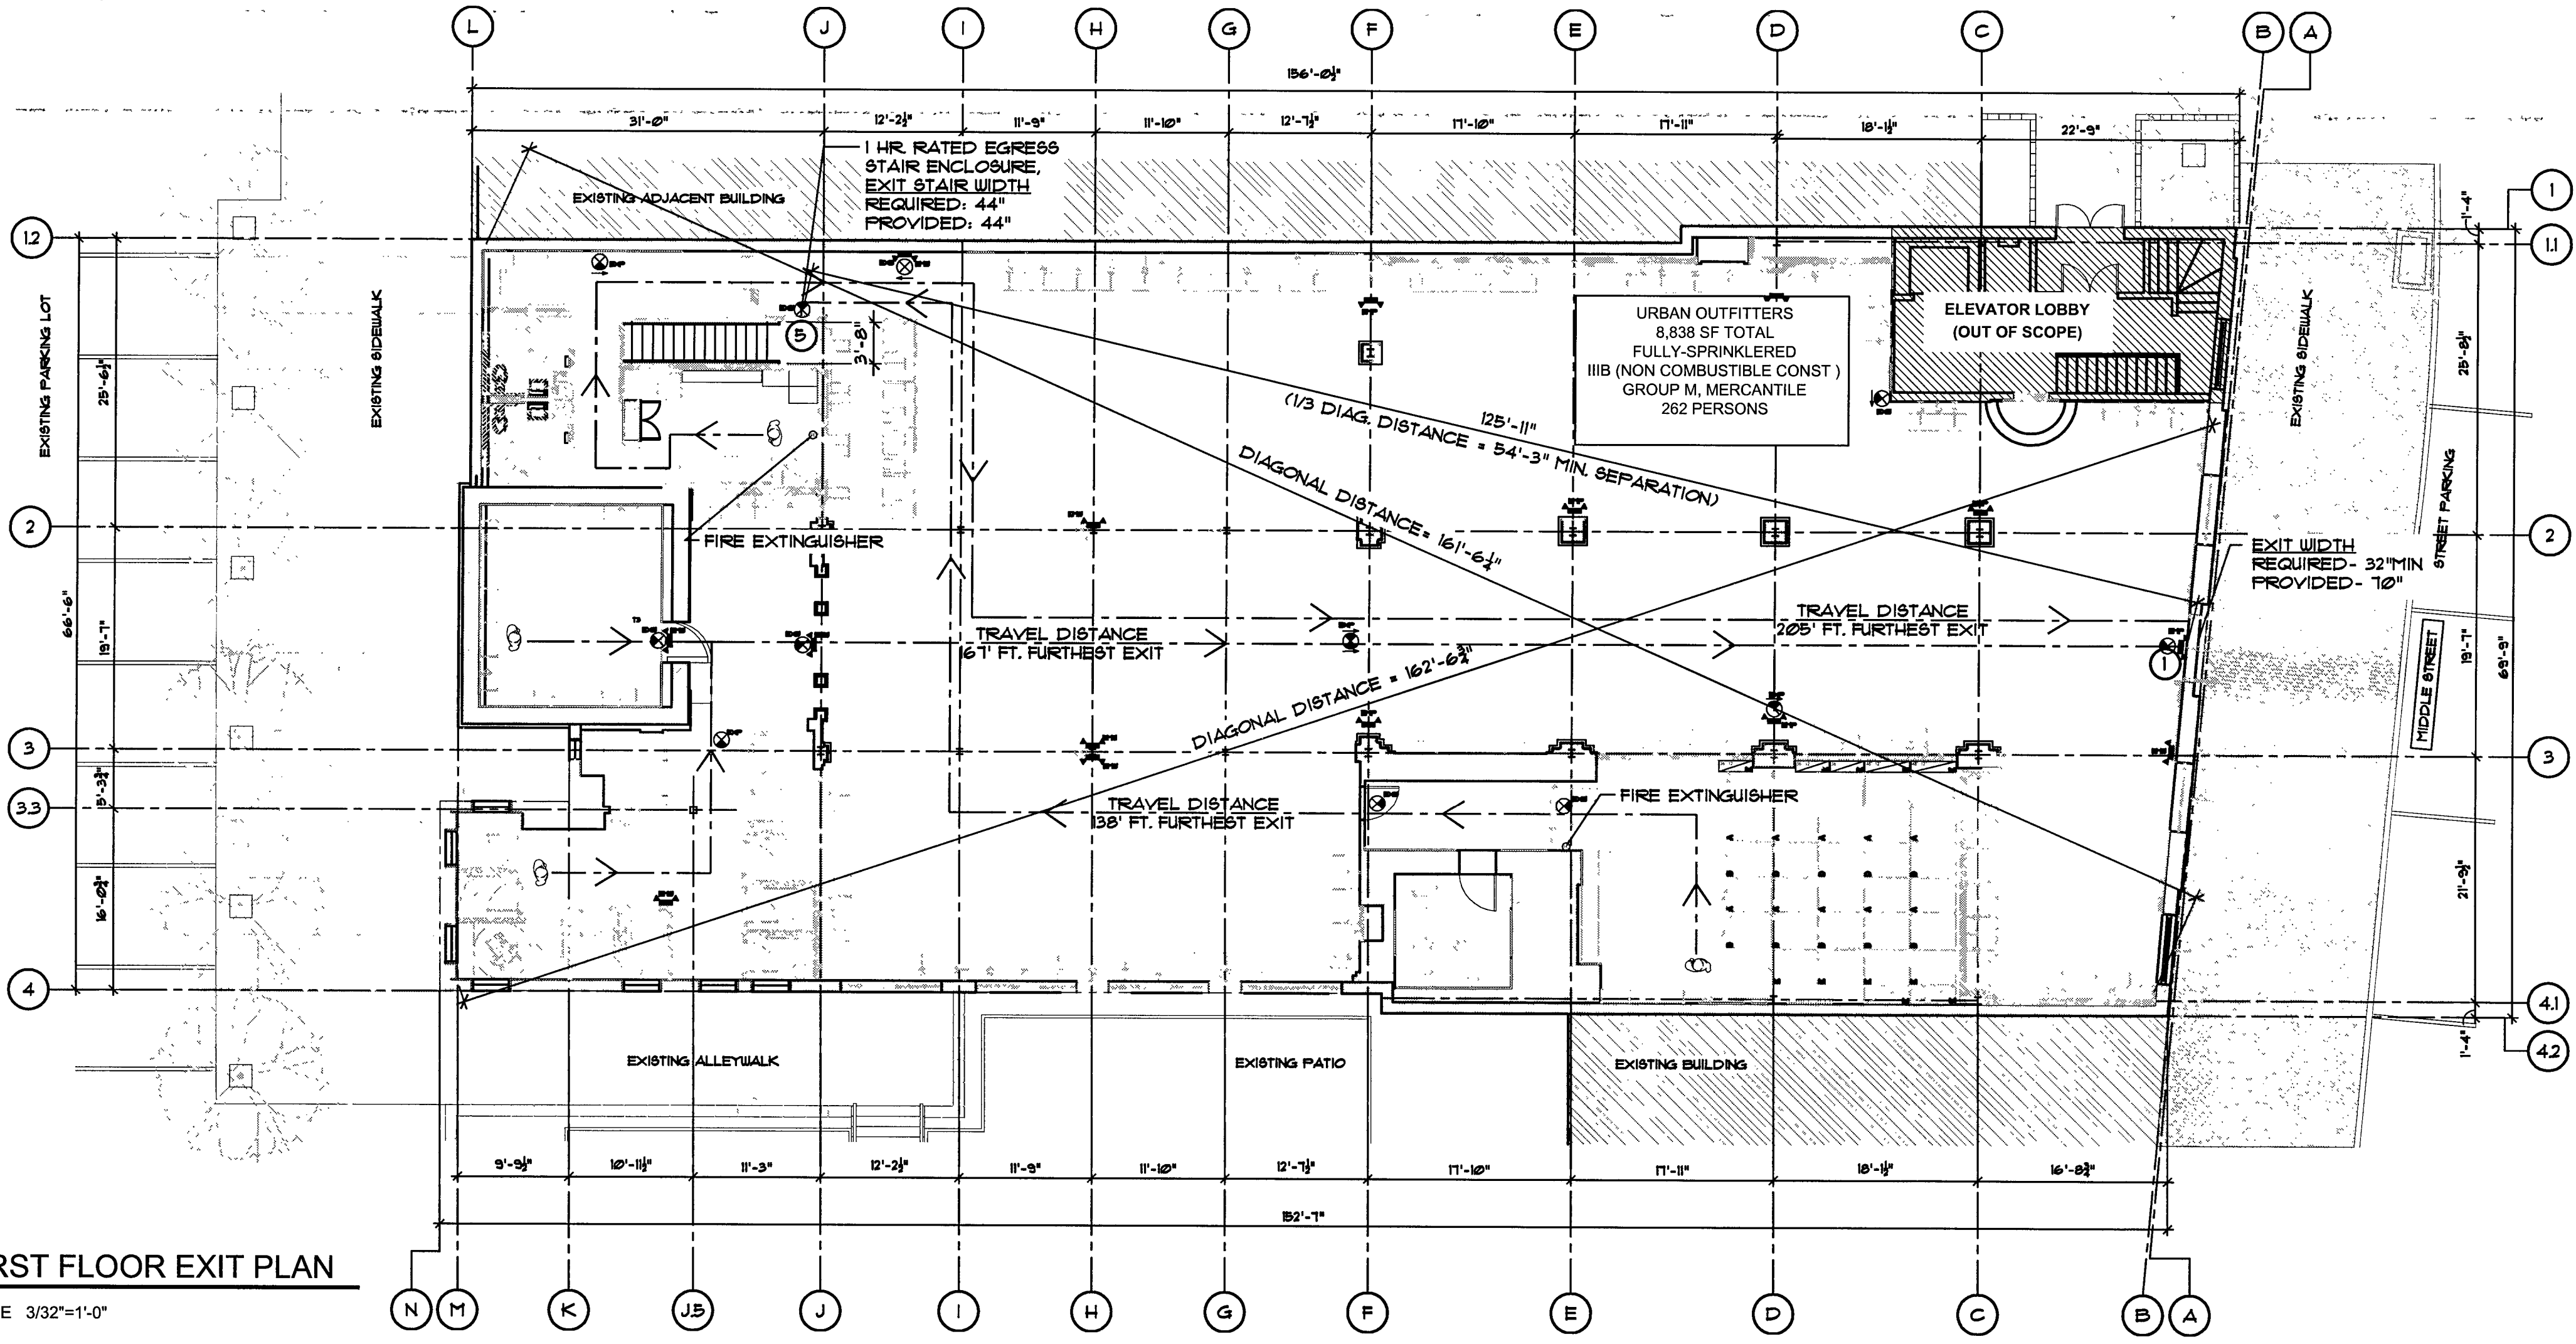 L
J
I
H
G
F
E
D
C
B
A
156'-0½"
31'-0"
12'-2½"
11'-9"
11'-10"
12'-7½"
17'-10"
17'-11"
18'-1½"
22'-9"
1 HR. RATED EGRESS
STAIR ENCLOSURE,
EXIT STAIR WIDTH
REQUIRED: 44"
PROVIDED: 44"
EXISTING ADJACENT BUILDING
1
1'-4"
1.2
1.1
EXISTING PARKING LOT
EXISTING SIDEWALK
25'-6½"
66'-6"
19'-7"
5'-3¾"
16'-0¾"
5
3'-8"
URBAN OUTFITTERS
8,838 SF TOTAL
FULLY-SPRINKLERED
IIIB (NON COMBUSTIBLE CONST )
GROUP M, MERCANTILE
262 PERSONS
ELEVATOR LOBBY
(OUT OF SCOPE)
EXISTING SIDEWALK
25'-8½"
125'-11"
(1/3 DIAG. DISTANCE = 54'-3" MIN. SEPARATION)
DIAGONAL DISTANCE = 161'-6¼"
2
2
FIRE EXTINGUISHER
STREET PARKING
EXIT WIDTH
REQUIRED- 32"MIN
PROVIDED- 70"
TRAVEL DISTANCE
205' FT. FURTHEST EXIT
TRAVEL DISTANCE
167' FT. FURTHEST EXIT
1
MIDDLE STREET
19'-7"
69'-9"
DIAGONAL DISTANCE = 162'-6¾"
3
3
3.3
TRAVEL DISTANCE
138' FT. FURTHEST EXIT
FIRE EXTINGUISHER
21'-9½"
4
4.1
1'-4"
4.2
EXISTING ALLEYWALK
EXISTING PATIO
EXISTING BUILDING
9'-9½"
10'-11½"
11'-3"
12'-2½"
11'-9"
11'-10"
12'-7½"
17'-10"
17'-11"
18'-1½"
16'-8¾"
152'-7"
RST FLOOR EXIT PLAN
E 3/32"=1'-0"
N
M
K
J.5
J
I
H
G
F
E
D
C
B
A